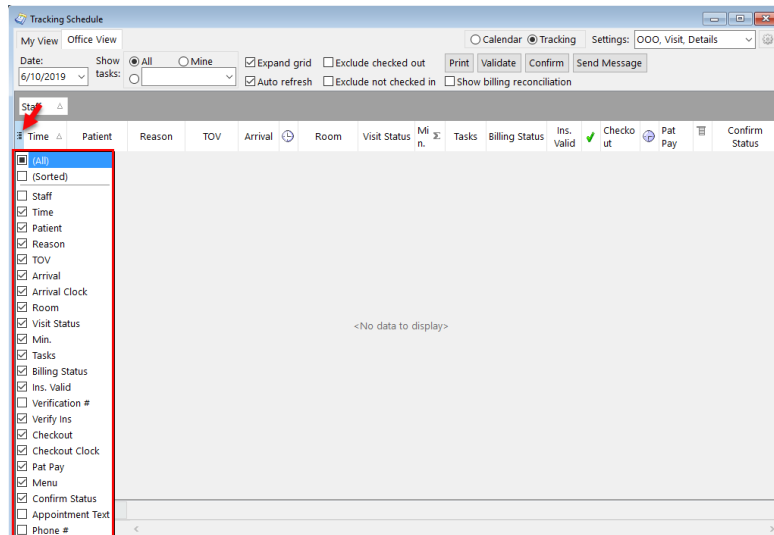 Tracking Schedule
My View Office View Calendar Tracking Settings: OOO, Visit, Details
Date: Show tasks: All Mine Expand grid Exclude checked out Print Validate Confirm Send Message
6/10/2019 Auto refresh Exclude not checked in Show billing reconciliation
Staff
Time Patient Reason TOV Arrival Room Visit Status Min. Σ Tasks Billing Status Ins. Valid Checkout Pat Pay Confirm Status
(All)
(Sorted)
Staff
Time
Patient
Reason
TOV
Arrival
Arrival Clock
Room
Visit Status
<No data to display>
Min.
Tasks
Billing Status
Ins. Valid
Verification #
Verify Ins
Checkout
Checkout Clock
Pat Pay
Menu
Confirm Status
Appointment Text
Phone #